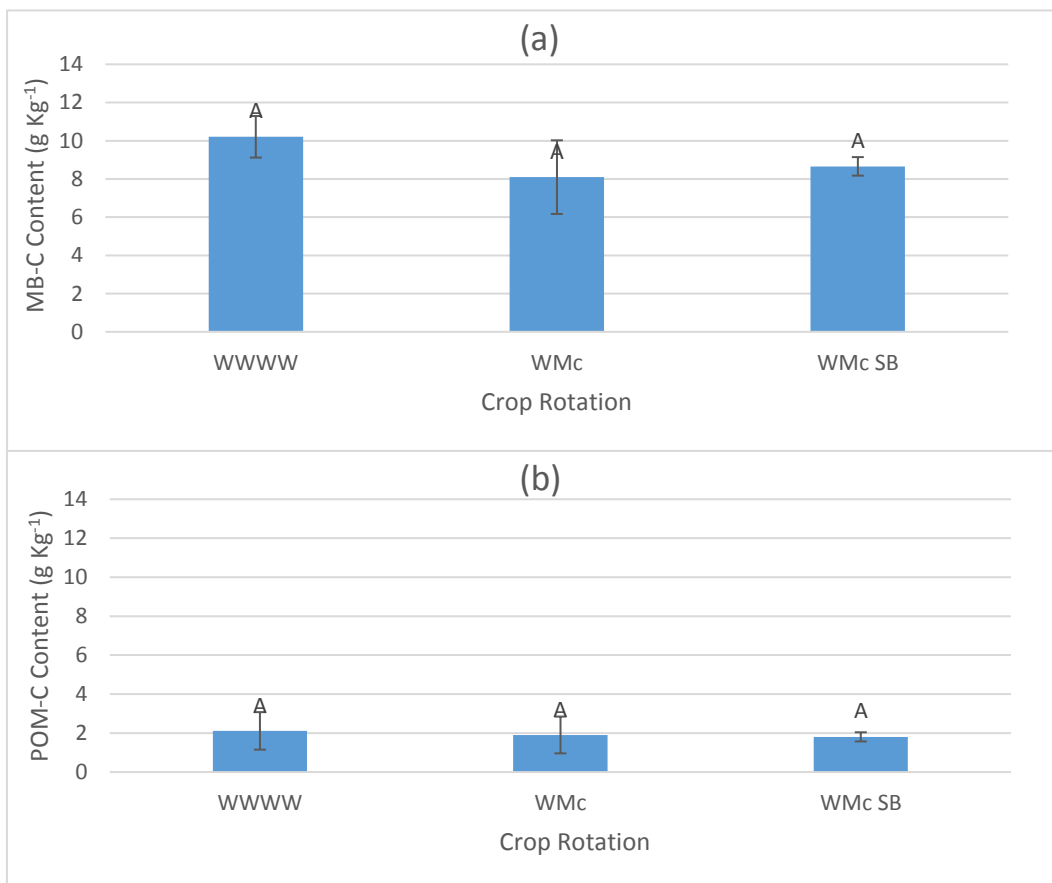 (a)
MB-C Content (g Kg⁻¹)
14
12
10
8
6
4
2
0
A
A
A
WWWW
WMc
WMc SB
Crop Rotation
(b)
POM-C Content (g Kg⁻¹)
14
12
10
8
6
4
2
0
A
A
A
WWWW
WMc
WMc SB
Crop Rotation